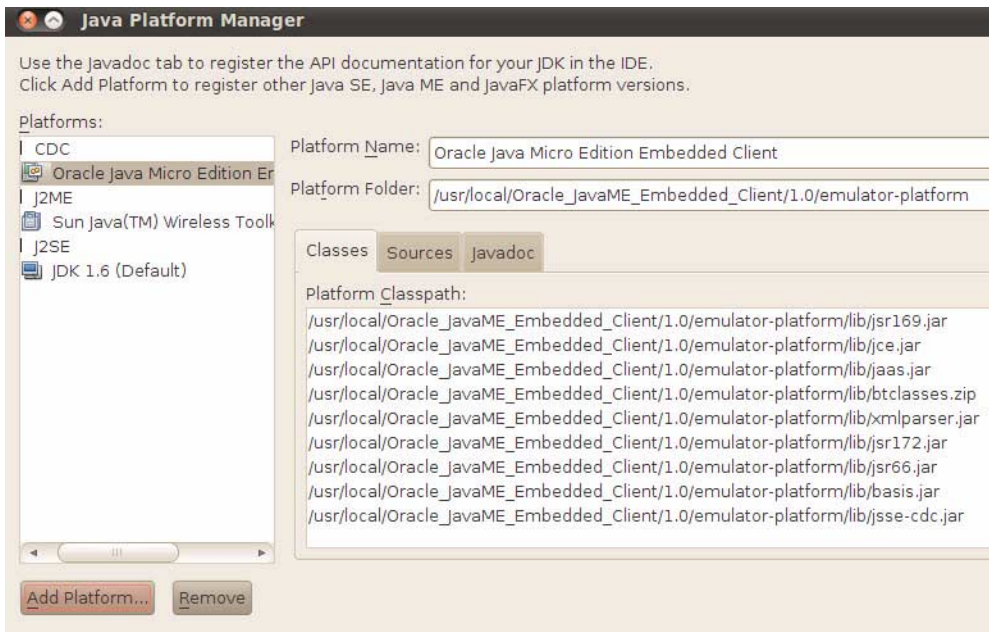 Java Platform Manager
Use the Javadoc tab to register the API documentation for your JDK in the IDE.
Click Add Platform to register other Java SE, Java ME and JavaFX platform versions.
Platforms:
CDC
Oracle Java Micro Edition Er
J2ME
Sun Java(TM) Wireless Toolk
J2SE
JDK 1.6 (Default)
Platform Name: Oracle Java Micro Edition Embedded Client
Platform Folder: /usr/local/Oracle_JavaME_Embedded_Client/1.0/emulator-platform
Classes Sources Javadoc
Platform Classpath:
/usr/local/Oracle_JavaME_Embedded_Client/1.0/emulator-platform/lib/jsr169.jar
/usr/local/Oracle_JavaME_Embedded_Client/1.0/emulator-platform/lib/jce.jar
/usr/local/Oracle_JavaME_Embedded_Client/1.0/emulator-platform/lib/jaas.jar
/usr/local/Oracle_JavaME_Embedded_Client/1.0/emulator-platform/lib/btclasses.zip
/usr/local/Oracle_JavaME_Embedded_Client/1.0/emulator-platform/lib/xmlparser.jar
/usr/local/Oracle_JavaME_Embedded_Client/1.0/emulator-platform/lib/jsr172.jar
/usr/local/Oracle_JavaME_Embedded_Client/1.0/emulator-platform/lib/jsr66.jar
/usr/local/Oracle_JavaME_Embedded_Client/1.0/emulator-platform/lib/basis.jar
/usr/local/Oracle_JavaME_Embedded_Client/1.0/emulator-platform/lib/jsse-cdc.jar
Add Platform... Remove